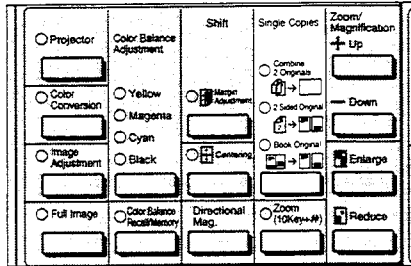 Projector
Color Balance
Adjustment
Shift
Single Copies
Zoom/
Magnification
Up
Combine
2 Originals
Color
Conversion
Yellow
Magenta
Cyan
Black
Margin
Adjustment
2 Sided Original
Down
Image
Adjustment
Centering
Book Original
Enlarge
Full Image
Color Balance
Recall/Memory
Directional
Mag.
Zoom
(10Key+#)
Reduce